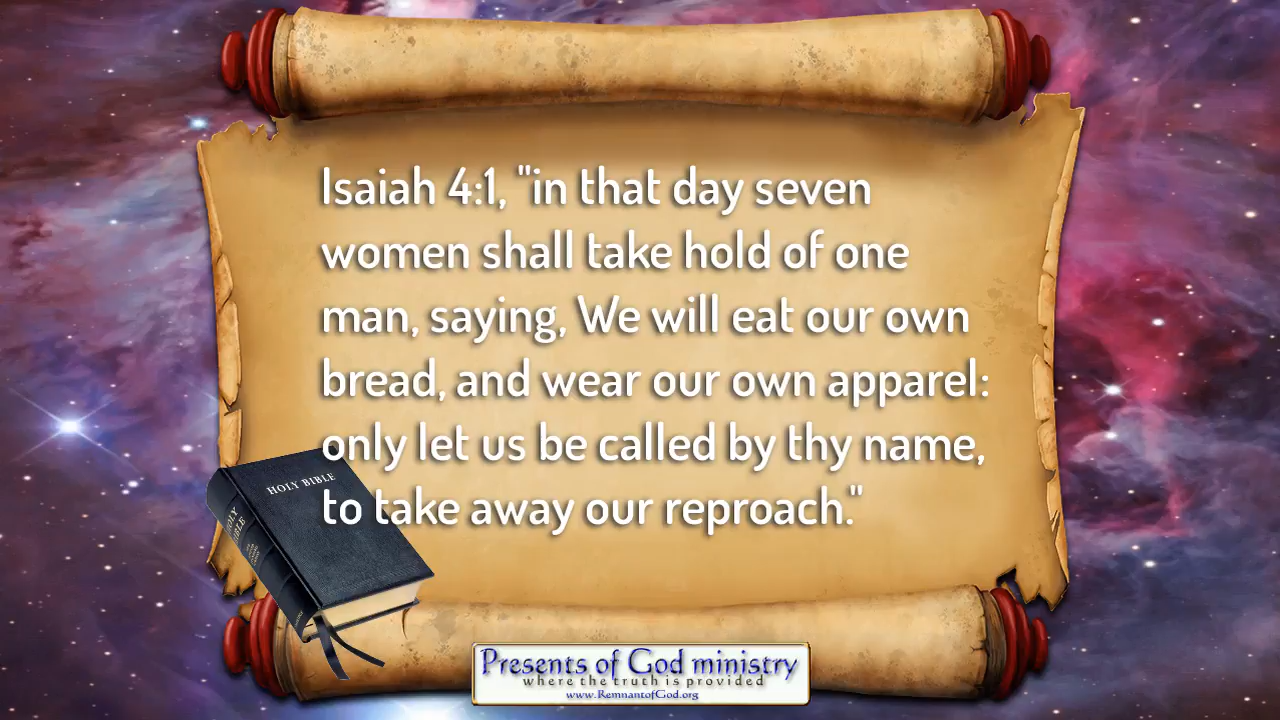 Isaiah 4:1, "in that day seven
women shall take hold of one
man, saying, We will eat our own
bread, and wear our own apparel:
only let us be called by thy name,
to take away our reproach."
HOLY BIBLE
HOLY
BIBLE
Presents of God ministry
where the truth is provided
www.RemnantofGod.org